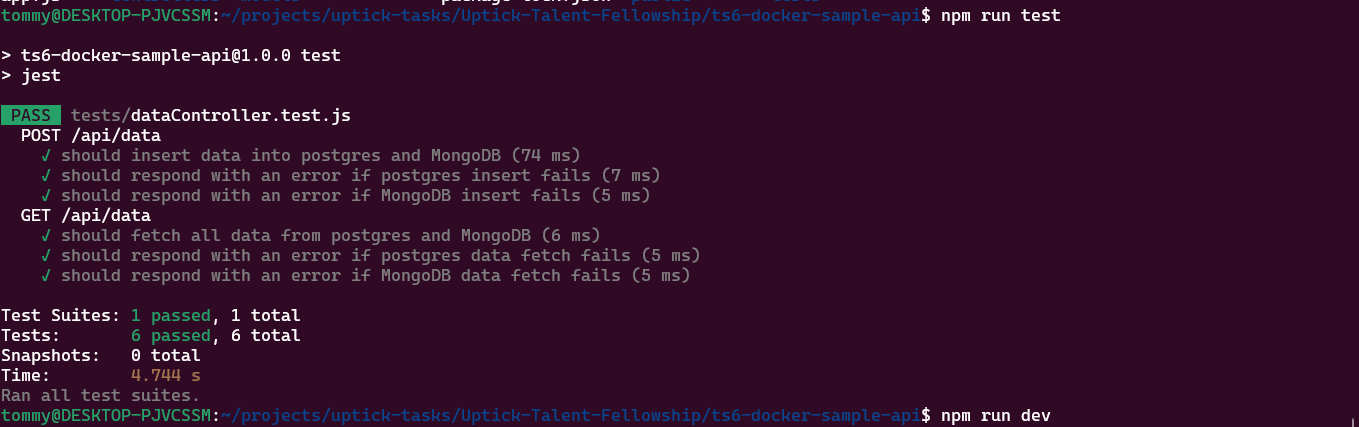 tommy@DESKTOP-PJVCSSM:~/projects/uptick-tasks/Uptick-Talent-Fellowship/ts6-docker-sample-api$ npm run test
> ts6-docker-sample-api@1.0.0 test
> jest
PASS tests/dataController.test.js
POST /api/data
√ should insert data into postgres and MongoDB (74 ms)
√ should respond with an error if postgres insert fails (7 ms)
√ should respond with an error if MongoDB insert fails (5 ms)
GET /api/data
√ should fetch all data from postgres and MongoDB (6 ms)
√ should respond with an error if postgres data fetch fails (5 ms)
√ should respond with an error if MongoDB data fetch fails (5 ms)
Test Suites: 1 passed, 1 total
Tests: 6 passed, 6 total
Snapshots: 0 total
Time: 4.744 s
Ran all test suites.
tommy@DESKTOP-PJVCSSM:~/projects/uptick-tasks/Uptick-Talent-Fellowship/ts6-docker-sample-api$ npm run dev